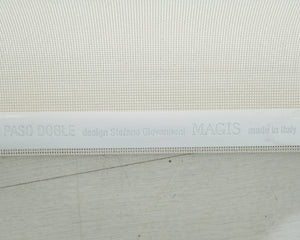 PASO DOBLE design Stefano Giovannoni MAGIS made in Italy